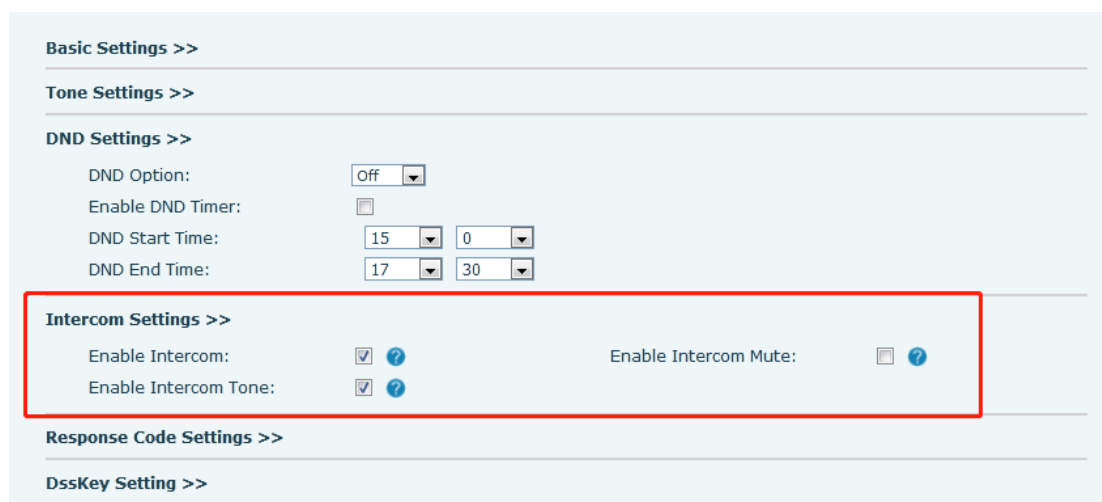 Basic Settings >>
Tone Settings >>
DND Settings >>
DND Option: Off
Enable DND Timer:
DND Start Time: 15 0
DND End Time: 17 30
Intercom Settings >>
Enable Intercom: ? Enable Intercom Mute: ?
Enable Intercom Tone: ?
Response Code Settings >>
DssKey Setting >>